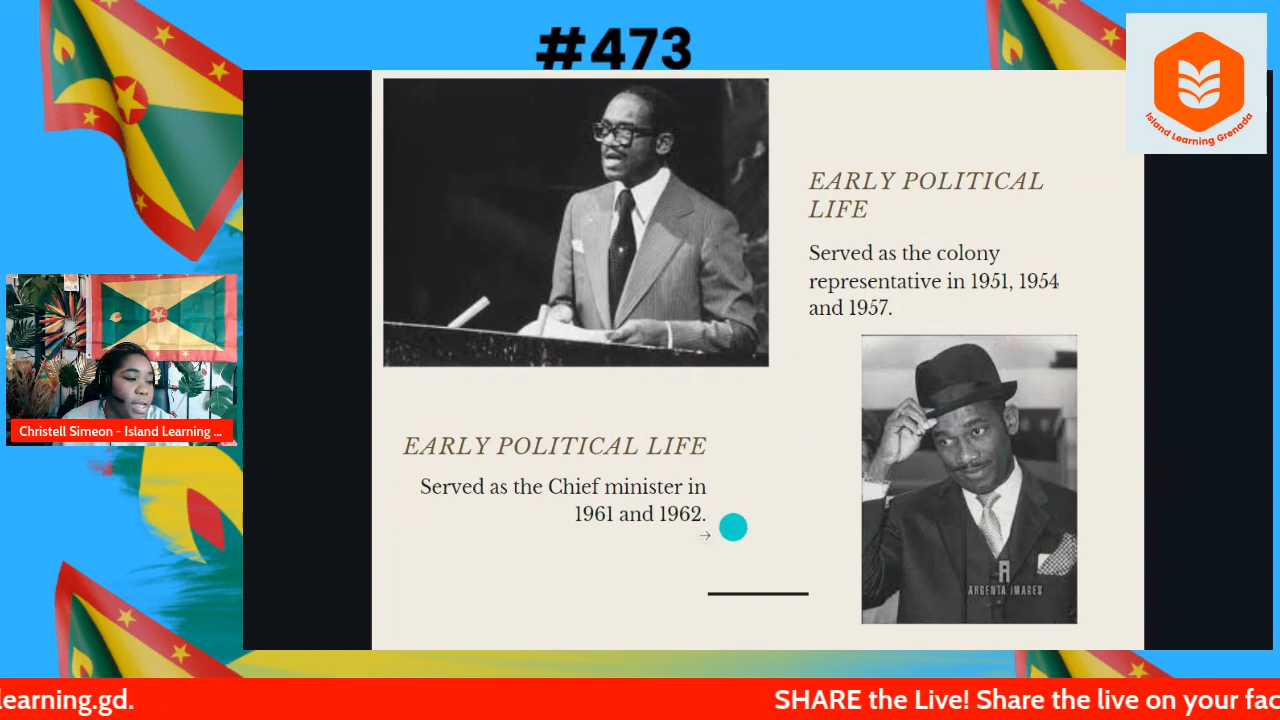 #473
Island Learning Grenada
EARLY POLITICAL
LIFE
Served as the colony
representative in 1951, 1954
and 1957.
EARLY POLITICAL LIFE
Served as the Chief minister in
1961 and 1962.
ARGENTA IMAGES
Christell Simeon - Island Learning ...
learning.gd.
SHARE the Live! Share the live on your fac